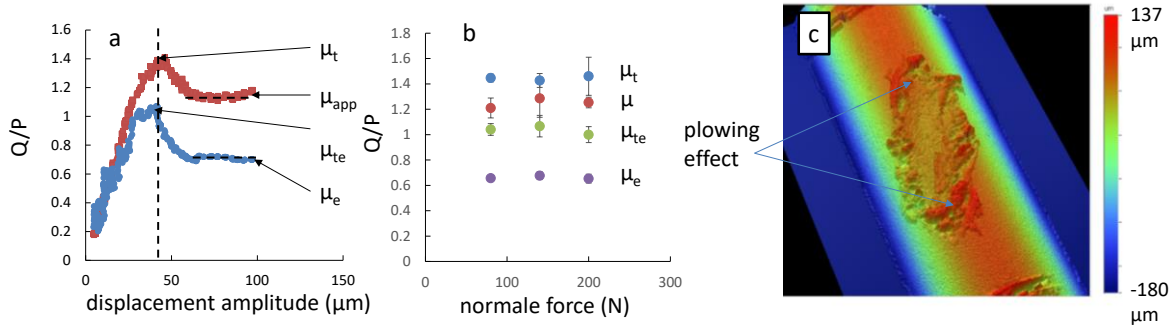 a
Q/P
1.6
1.4
1.2
1
0.8
0.6
0.4
0.2
0
0
50
100
150
displacement amplitude (µm)
µt
µapp
µte
µe
b
Q/P
2
1.8
1.6
1.4
1.2
1
0.8
0.6
0.4
0.2
0
0
100
200
300
normale force (N)
µt
µ
µte
µe
plowing
effect
c
137
µm
-180
µm